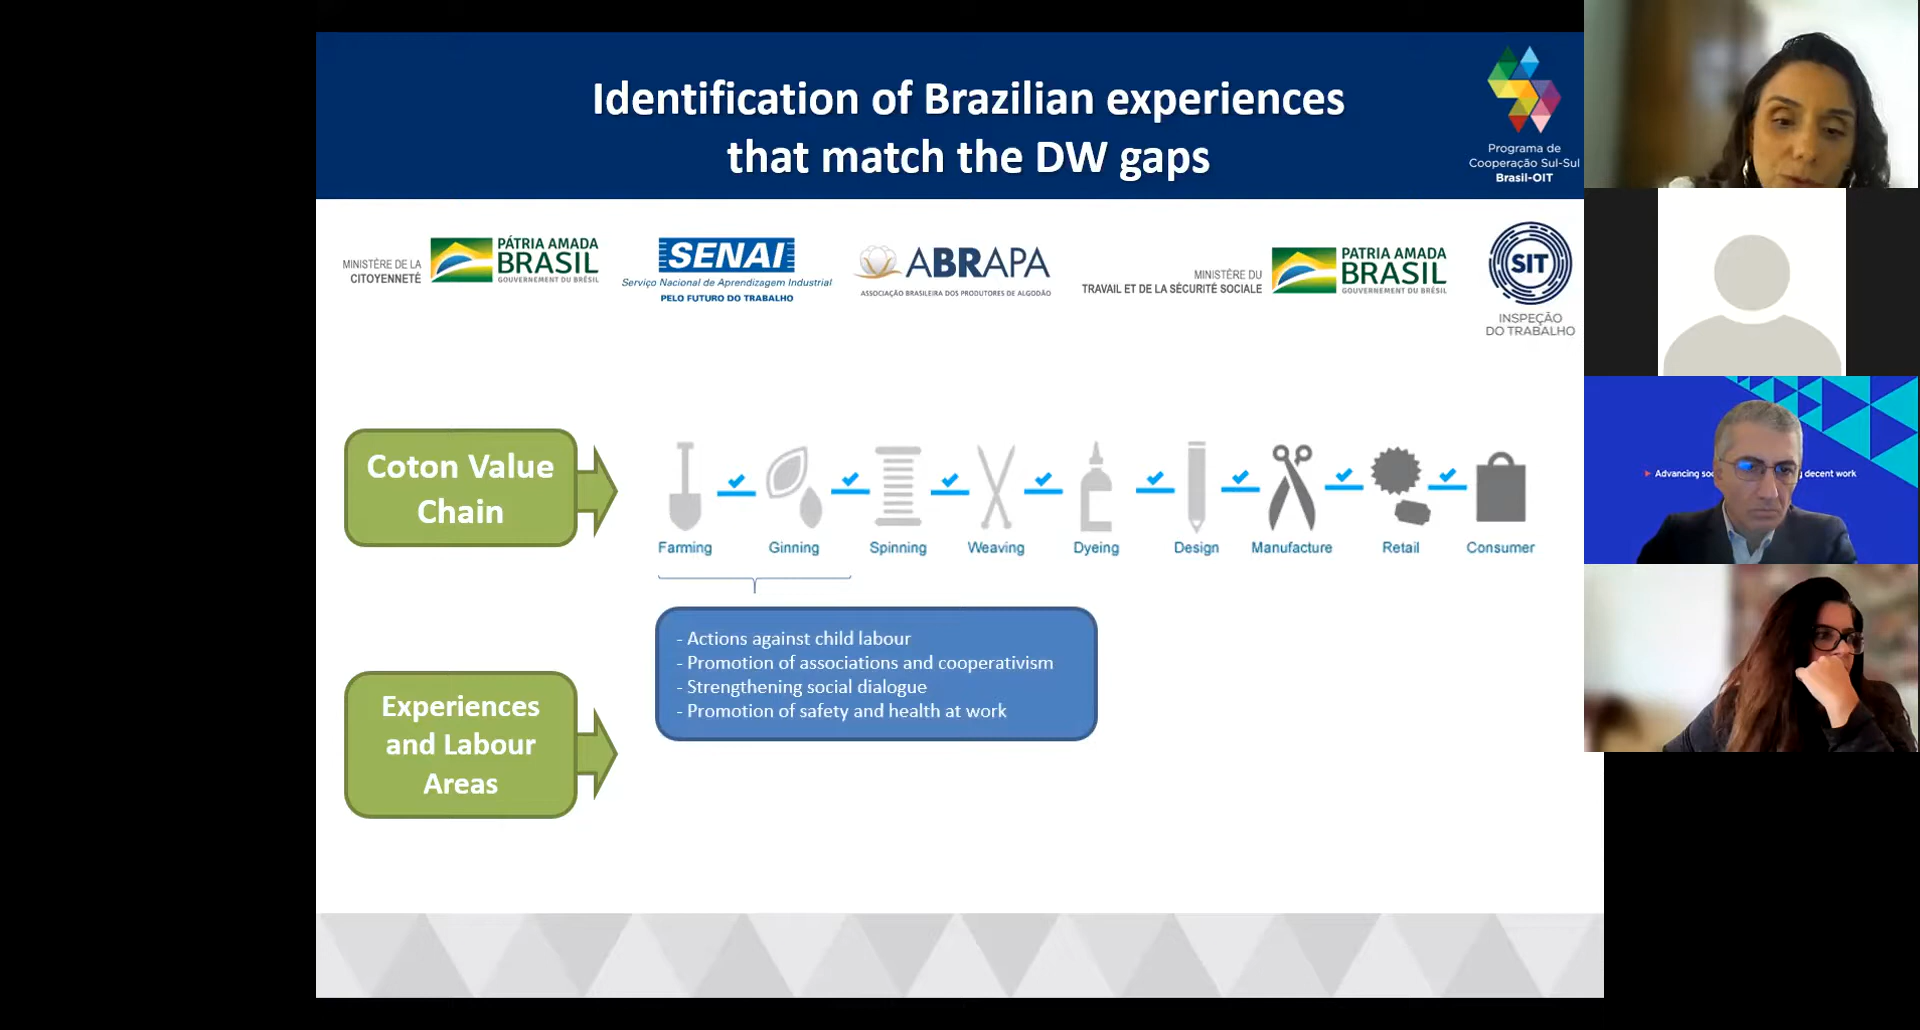 Identification of Brazilian experiences
that match the DW gaps
Programa de
Cooperação Sul-Sul
Brasil-OIT
MINISTÈRE DE LA
CITOYENNETÉ
PÁTRIA AMADA
BRASIL
GOUVERNEMENT DU BRÉSIL
SENAI
Serviço Nacional de Aprendizagem Industrial
PELO FUTURO DO TRABALHO
ABRAPA
ASSOCIAÇÃO BRASILEIRA DOS PRODUTORES DE ALGODÃO
MINISTÈRE DU
TRAVAIL ET DE LA SÉCURITÉ SOCIALE
PATRIA AMADA
BRASIL
GOUVERNEMENT DU BRÉSIL
SIT
INSPEÇÃO
DO TRABALHO
Coton Value
Chain
Farming
Ginning
Spinning
Weaving
Dyeing
Design
Manufacture
Retail
Consumer
- Actions against child labour
- Promotion of associations and cooperativism
- Strengthening social dialogue
- Promotion of safety and health at work
Experiences
and Labour
Areas
Advancing decent work